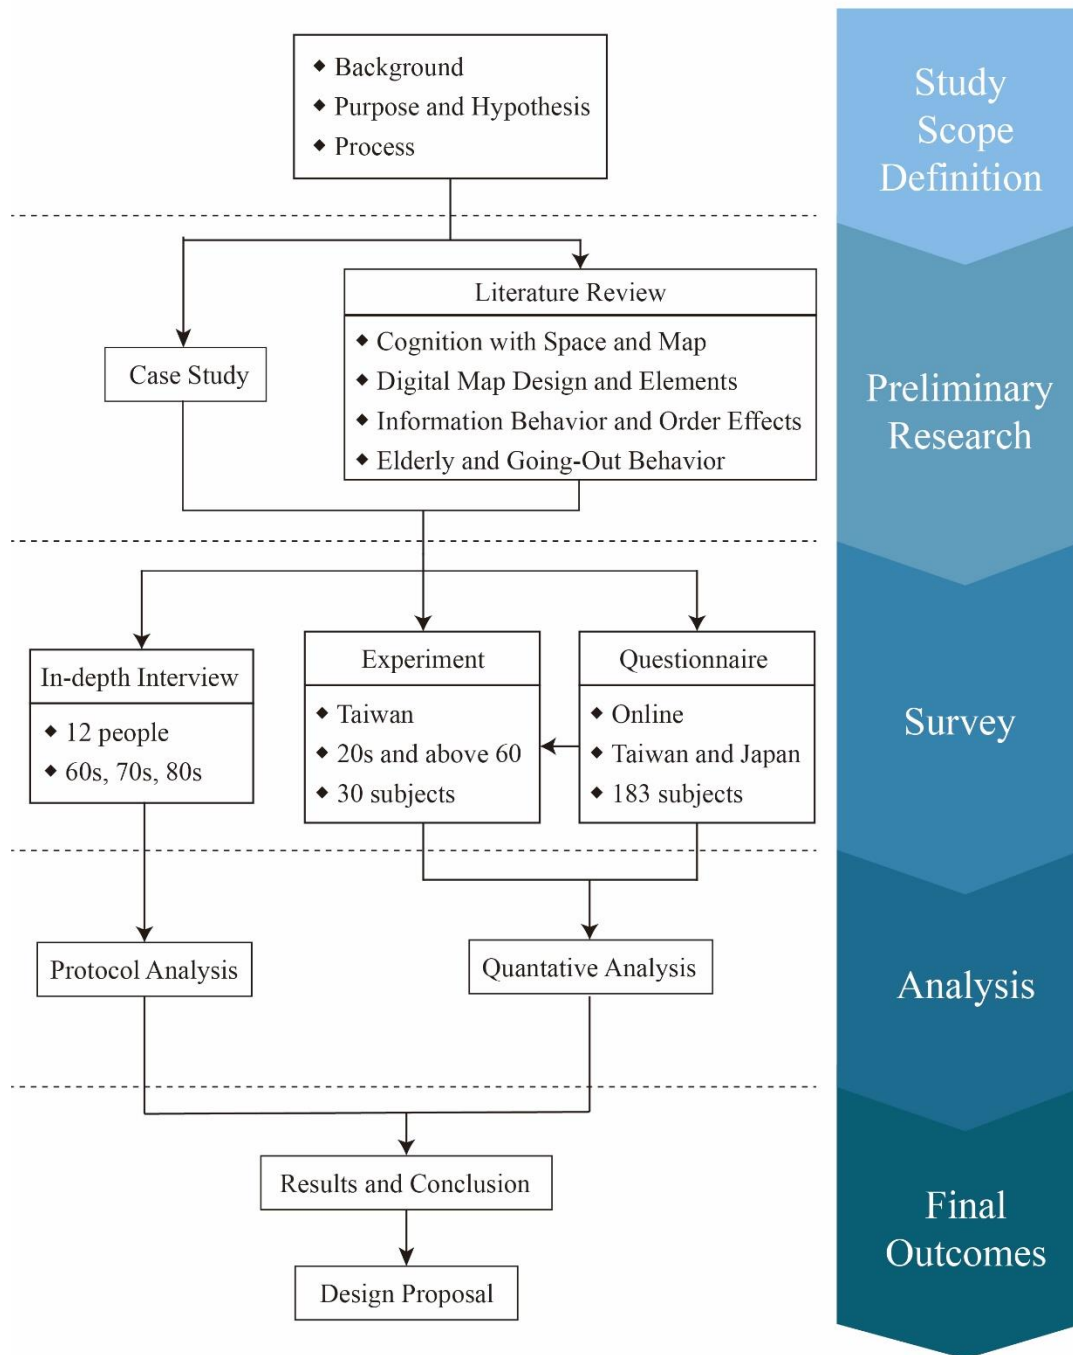 ◆ Background
◆ Purpose and Hypothesis
◆ Process
Study
Scope
Definition
Literature Review
◆ Cognition with Space and Map
◆ Digital Map Design and Elements
◆ Information Behavior and Order Effects
◆ Elderly and Going-Out Behavior
Case Study
Preliminary
Research
In-depth Interview
◆ 12 people
◆ 60s, 70s, 80s
Experiment
◆ Taiwan
◆ 20s and above 60
◆ 30 subjects
Questionnaire
◆ Online
◆ Taiwan and Japan
◆ 183 subjects
Survey
Protocol Analysis
Quantative Analysis
Analysis
Results and Conclusion
Design Proposal
Final
Outcomes